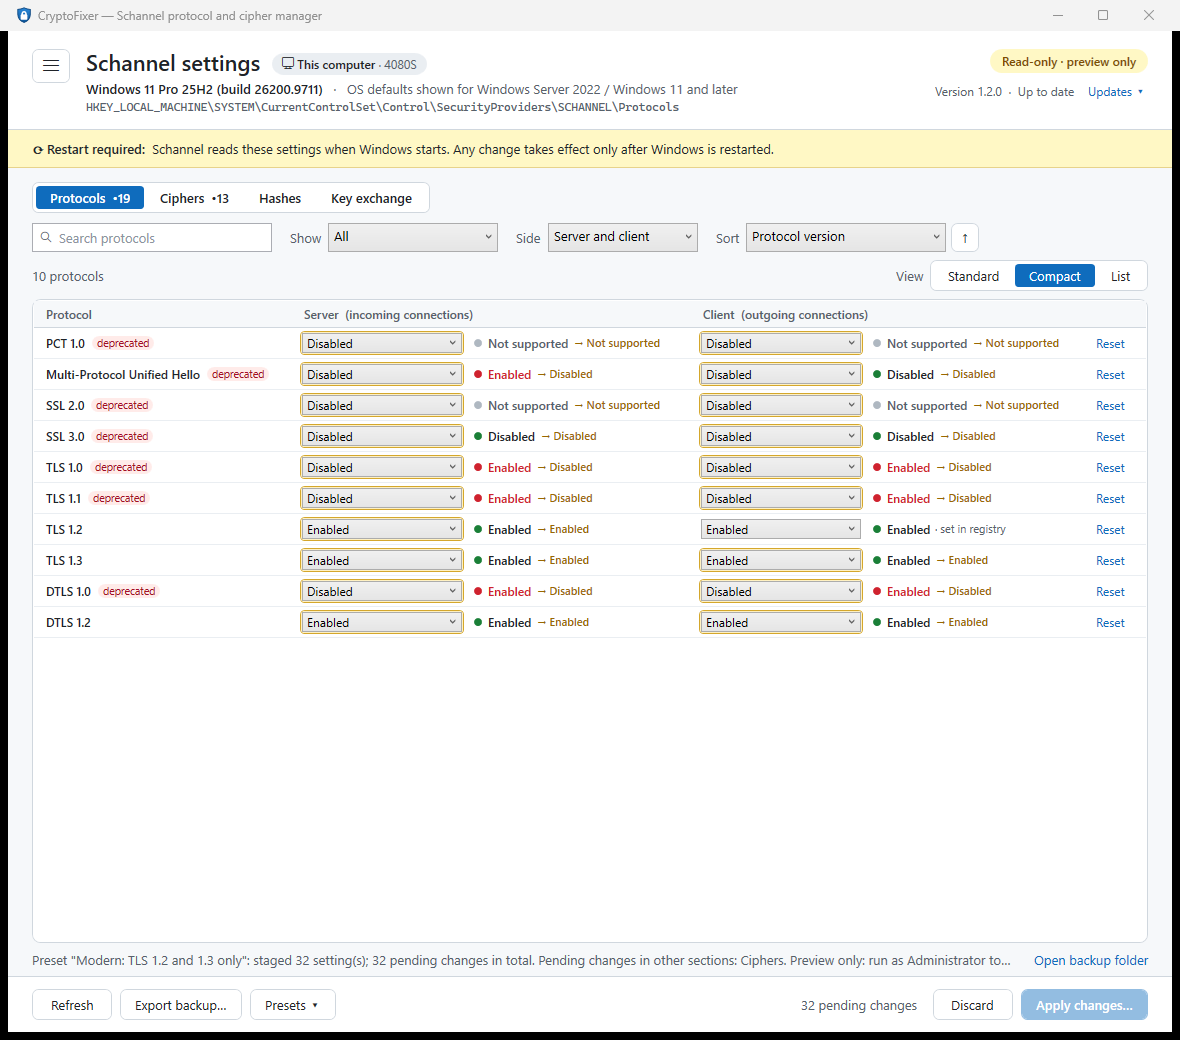 CryptoFixer — Schannel protocol and cipher manager
Schannel settings This computer · 4080S Read-only · preview only
Windows 11 Pro 25H2 (build 26200.9711) · OS defaults shown for Windows Server 2022 / Windows 11 and later Version 1.2.0 · Up to date Updates ▾
HKEY_LOCAL_MACHINE\SYSTEM\CurrentControlSet\Control\SecurityProviders\SCHANNEL\Protocols
⟳ Restart required: Schannel reads these settings when Windows starts. Any change takes effect only after Windows is restarted.
Protocols •19 Ciphers •13 Hashes Key exchange
Search protocols Show All Side Server and client Sort Protocol version ↑
10 protocols View Standard Compact List
Protocol Server (incoming connections) Client (outgoing connections)
PCT 1.0 deprecated Disabled Not supported → Not supported Disabled Not supported → Not supported Reset
Multi-Protocol Unified Hello deprecated Disabled Enabled → Disabled Disabled Disabled → Disabled Reset
SSL 2.0 deprecated Disabled Not supported → Not supported Disabled Not supported → Not supported Reset
SSL 3.0 deprecated Disabled Disabled → Disabled Disabled Disabled → Disabled Reset
TLS 1.0 deprecated Disabled Enabled → Disabled Disabled Enabled → Disabled Reset
TLS 1.1 deprecated Disabled Enabled → Disabled Disabled Enabled → Disabled Reset
TLS 1.2 Enabled Enabled → Enabled Enabled Enabled · set in registry Reset
TLS 1.3 Enabled Enabled → Enabled Enabled Enabled → Enabled Reset
DTLS 1.0 deprecated Disabled Enabled → Disabled Disabled Enabled → Disabled Reset
DTLS 1.2 Enabled Enabled → Enabled Enabled Enabled → Enabled Reset
Preset "Modern: TLS 1.2 and 1.3 only": staged 32 setting(s); 32 pending changes in total. Pending changes in other sections: Ciphers. Preview only: run as Administrator to... Open backup folder
Refresh Export backup... Presets ▾ 32 pending changes Discard Apply changes...